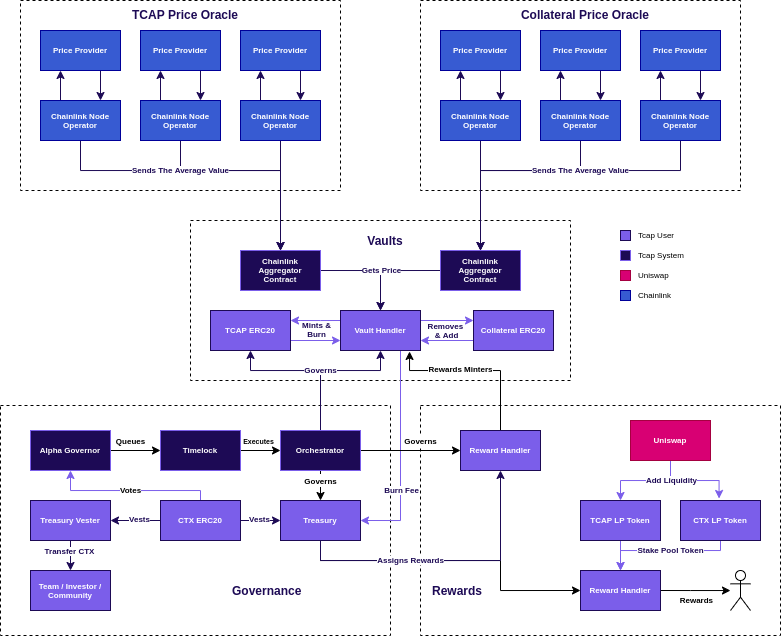 TCAP Price Oracle
Collateral Price Oracle
Price Provider
Price Provider
Price Provider
Price Provider
Price Provider
Price Provider
Chainlink Node
Operator
Chainlink Node
Operator
Chainlink Node
Operator
Chainlink Node
Operator
Chainlink Node
Operator
Chainlink Node
Operator
Sends The Average Value
Sends The Average Value
Vaults
Chainlink
Aggregator
Contract
Gets Price
Chainlink
Aggregator
Contract
Tcap User
Tcap System
Uniswap
Chainlink
TCAP ERC20
Mints &
Burn
Vault Handler
Removes
& Add
Collateral ERC20
Governs
Rewards Minters
Alpha Governor
Queues
Timelock
Executes
Orchestrator
Governs
Reward Handler
Uniswap
Governs
Add Liquidity
Votes
Burn Fee
Treasury Vester
Vests
CTX ERC20
Vests
Treasury
TCAP LP Token
CTX LP Token
Transfer CTX
Stake Pool Token
Assigns Rewards
Team / Investor /
Community
Governance
Rewards
Reward Handler
Rewards